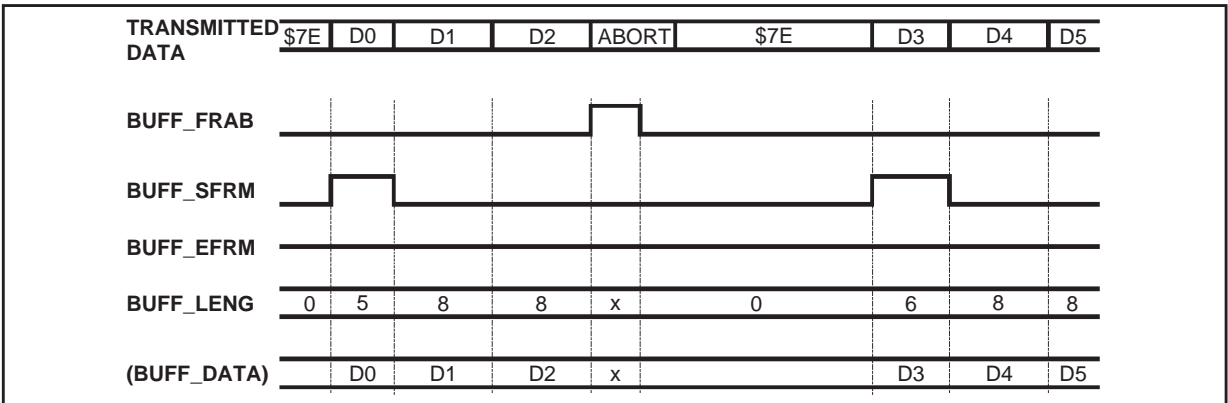 TRANSMITTED DATA $7E D0 D1 D2 ABORT $7E D3 D4 D5
BUFF_FRAB
BUFF_SFRM
BUFF_EFRM
BUFF_LENG 0 5 8 8 x 0 6 8 8
(BUFF_DATA) D0 D1 D2 x D3 D4 D5